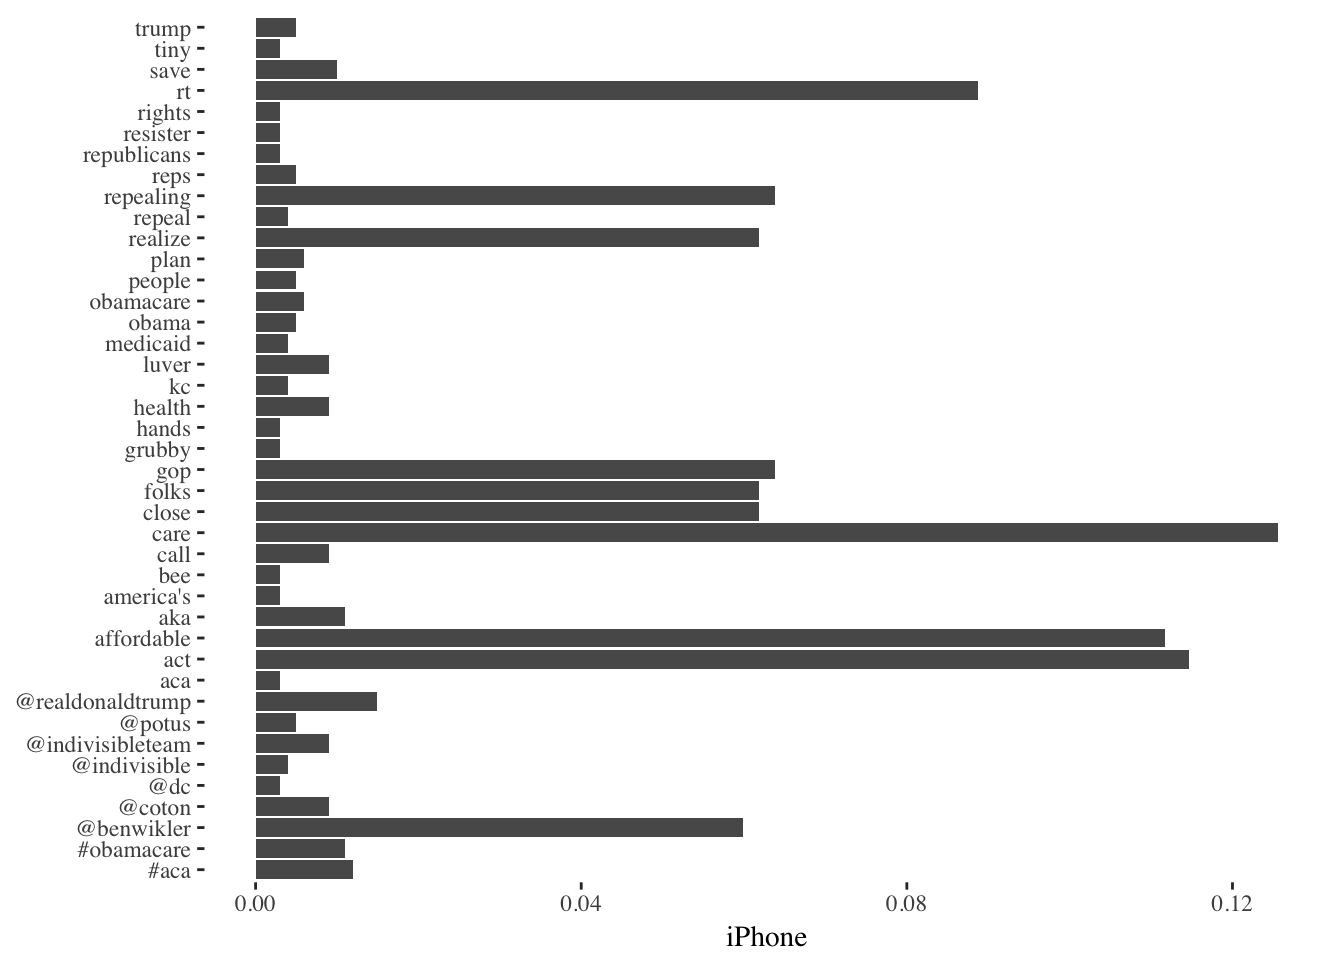 trump
tiny
save
rt
rights
resister
republicans
reps
repealing
repeal
realize
plan
people
obamacare
obama
medicaid
luver
kc
health
hands
grubby
gop
folks
close
care
call
bee
america's
aka
affordable
act
aca
@realdonaldtrump
@potus
@indivisibleteam
@indivisible
@dc
@coton
@benwikler
#obamacare
#aca
0.00 0.04 0.08 0.12
iPhone